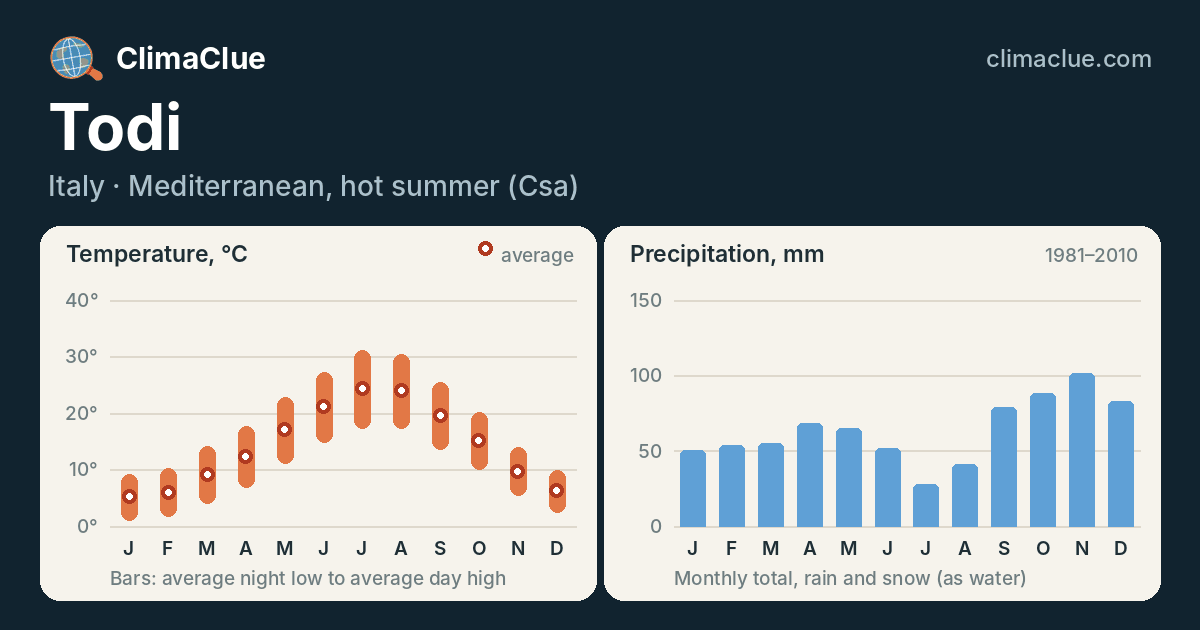 ClimaClue
climaclue.com
Todi
Italy · Mediterranean, hot summer (Csa)
Temperature, °C
average
40°
30°
20°
10°
0°
J F M A M J J A S O N D
Bars: average night low to average day high
Precipitation, mm
1981–2010
150
100
50
0
J F M A M J J A S O N D
Monthly total, rain and snow (as water)